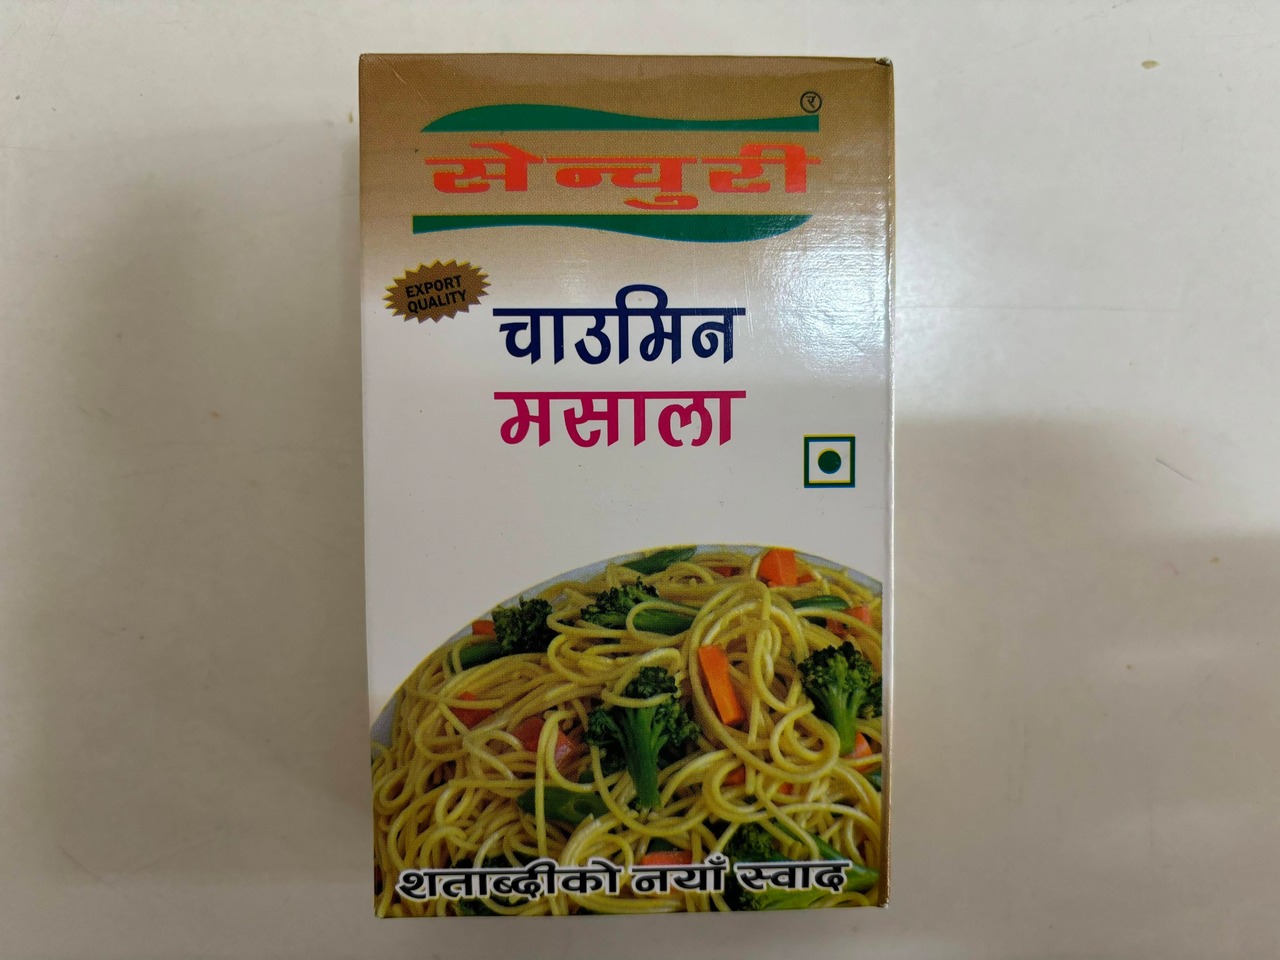 र
सेन्चुरी
EXPORT
QUALITY
चाउमिन
मसाला
शताब्दीको नयाँ स्वाद